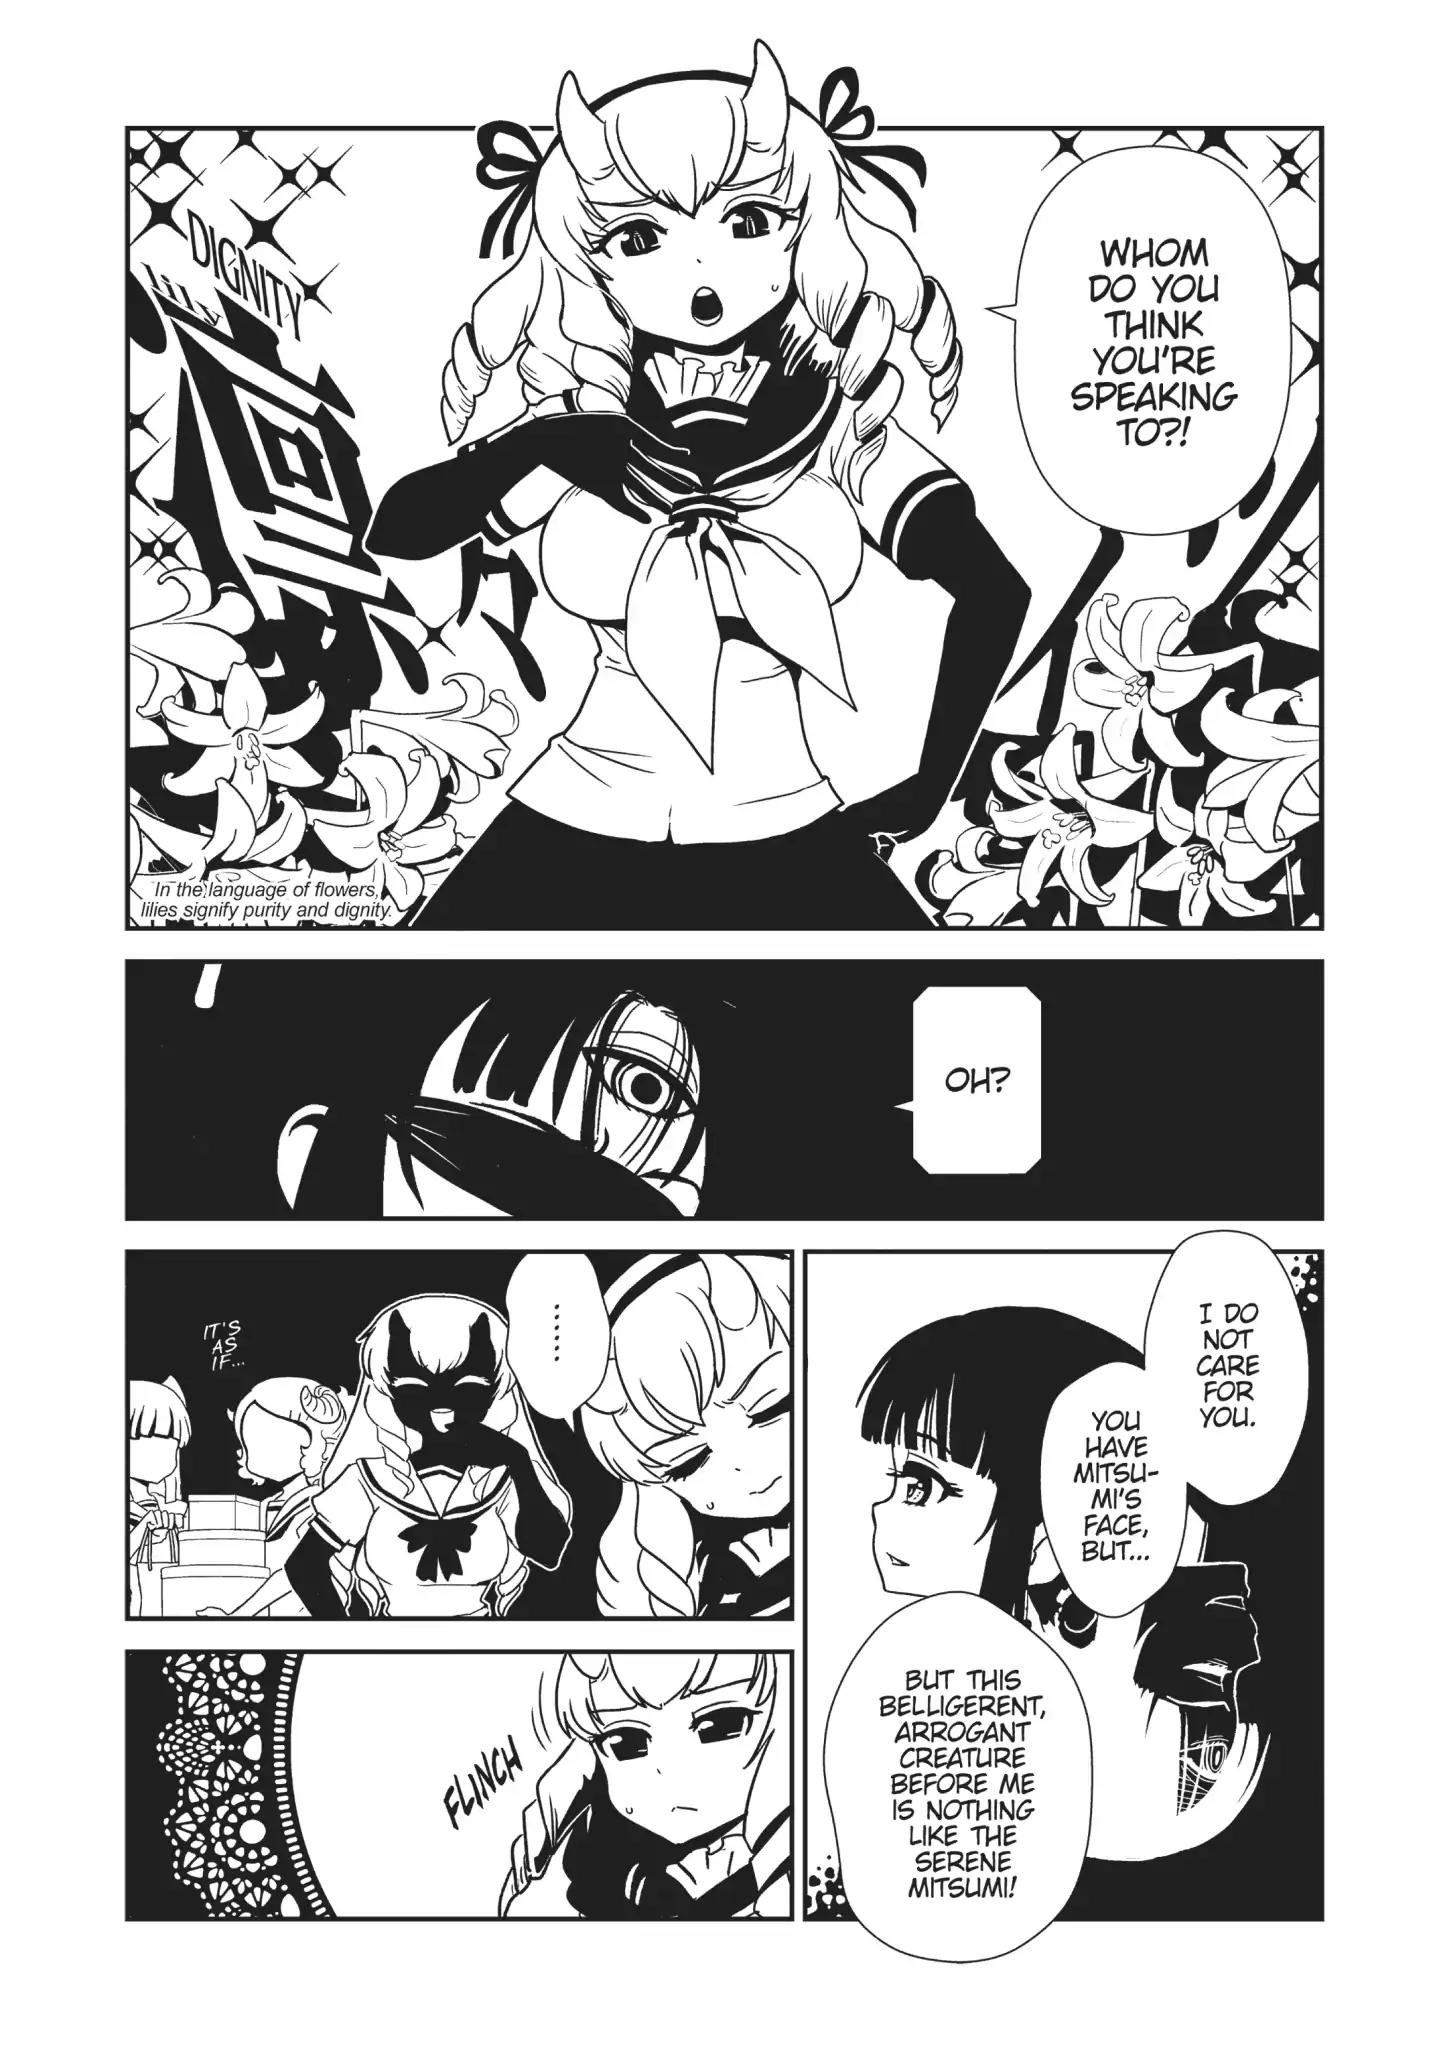 WHOM
DO YOU
THINK
YOU'RE
SPEAKING
TO?!
DIGNITY
In the language of flowers,
lilies signify purity and dignity.
OH?
I DO
NOT
CARE
FOR
YOU.
YOU
HAVE
MITSU-
MI'S
FACE,
BUT...
BUT THIS
BELLIGERENT,
ARROGANT
CREATURE
BEFORE ME
IS NOTHING
LIKE THE
SERENE
MITSUMI!
........
IT'S
AS
IF...
FLINCH